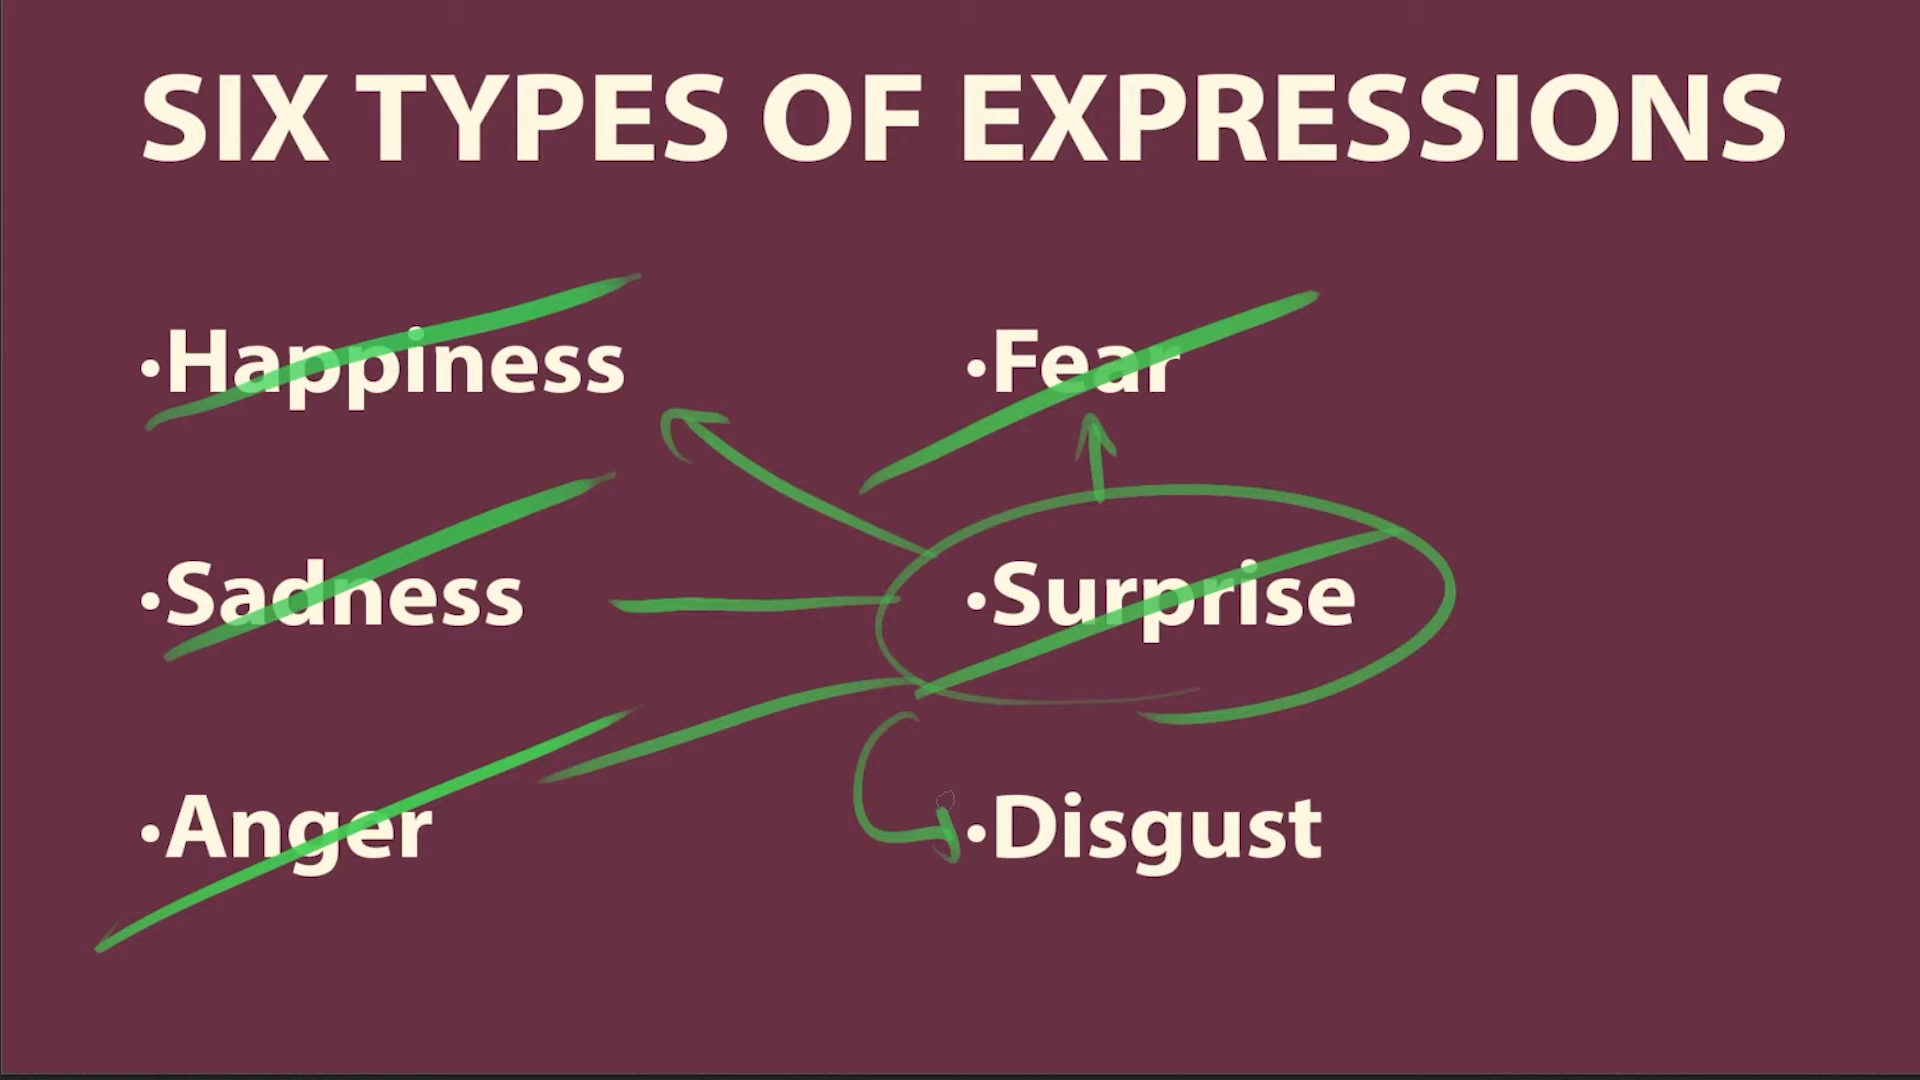 SIX TYPES OF EXPRESSIONS
•Happiness
•Sadness
•Anger
•Fear
•Surprise
•Disgust